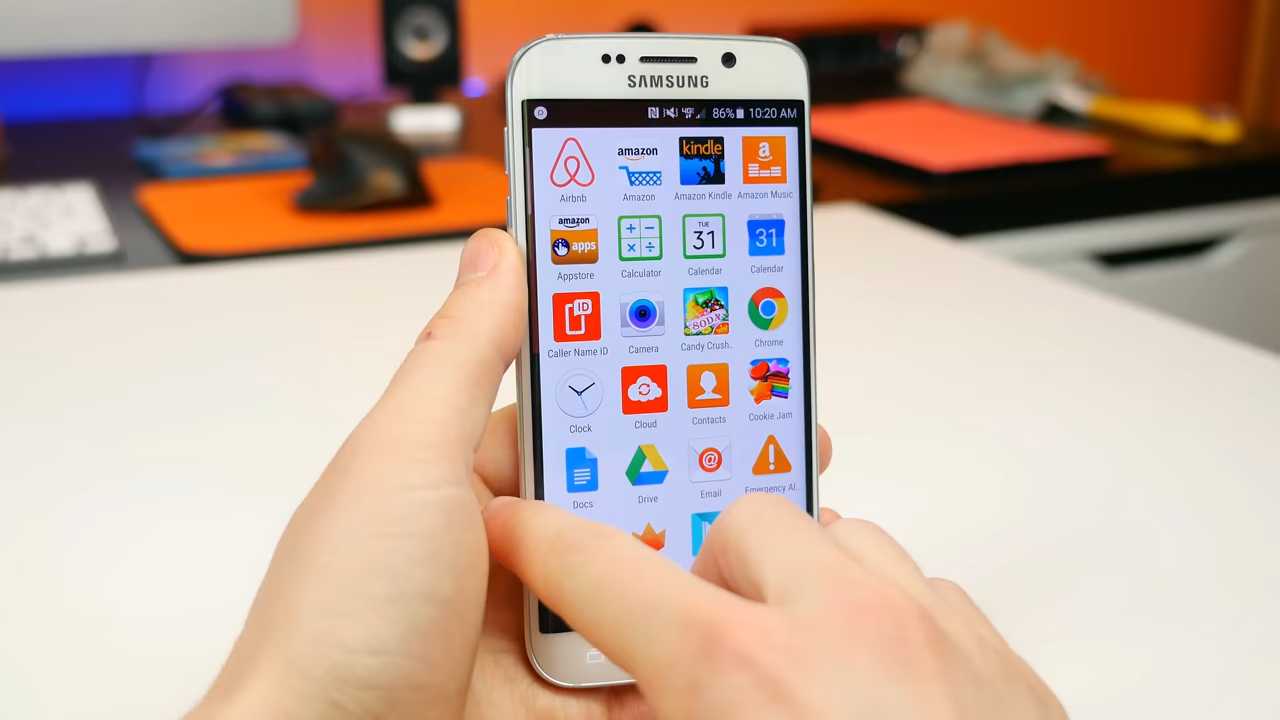 SAMSUNG
4G 86% 10:20 AM
Airbnb
amazon
Amazon
kindle
Amazon Kindle
a
Amazon Music
amazon
apps
Appstore
+ −
× ÷
Calculator
TUE
31
Calendar
31
Calendar
ID
Caller Name ID
Camera
SODA
Candy Crush..
Chrome
Clock
Cloud
Contacts
Cookie Jam
Docs
Drive
@
Email
!
Emergency Al..